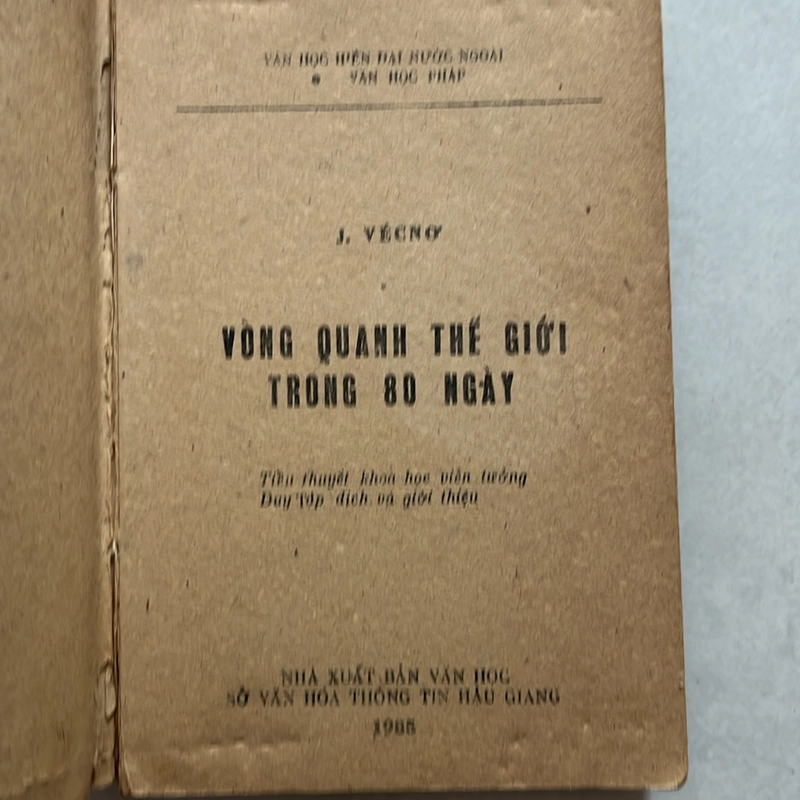 VĂN HỌC HIỆN ĐẠI NƯỚC NGOÀI
● VĂN HỌC PHÁP
J. VÉCNƠ
VÒNG QUANH THẾ GIỚI
TRONG 80 NGÀY
Tiểu thuyết khoa học viễn tưởng
Duy Lập dịch và giới thiệu
NHÀ XUẤT BẢN VĂN HỌC
SỞ VĂN HÓA THÔNG TIN HẬU GIANG
1985